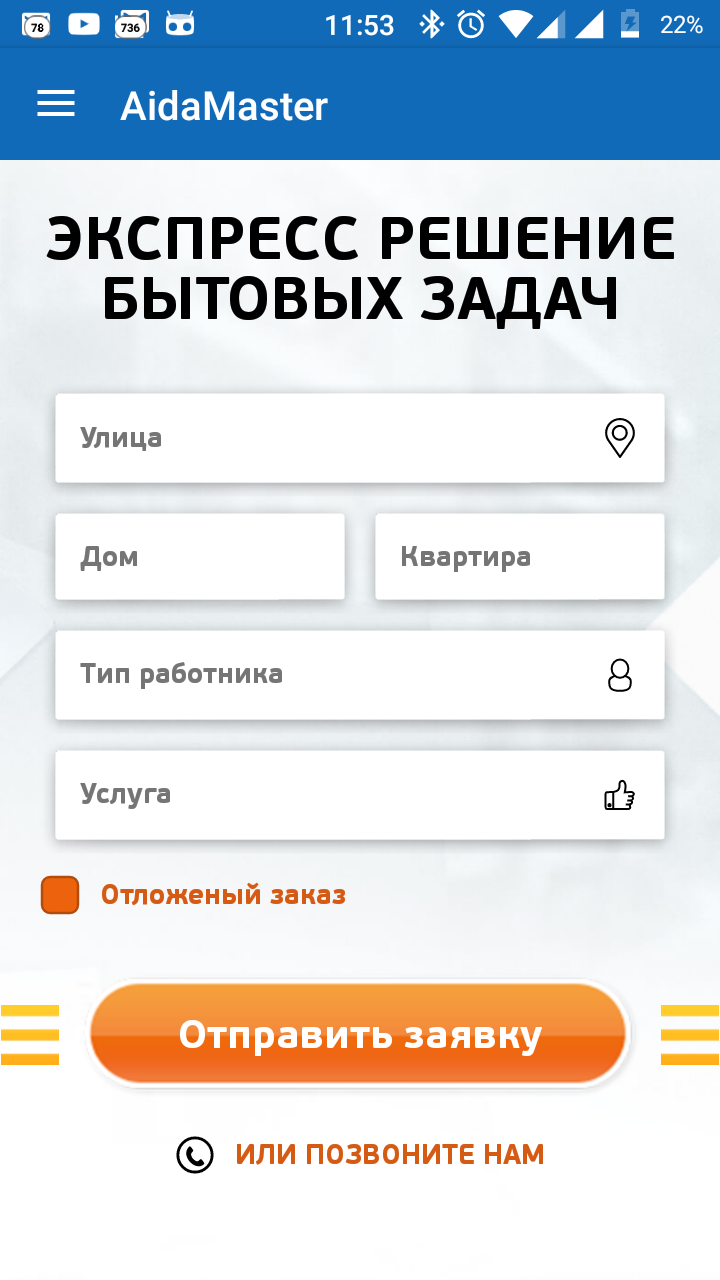 78 736 11:53 22%
AidaMaster
ЭКСПРЕСС РЕШЕНИЕ
БЫТОВЫХ ЗАДАЧ
Улица
Дом Квартира
Тип работника
Услуга
Отложеный заказ
Отправить заявку
ИЛИ ПОЗВОНИТЕ НАМ